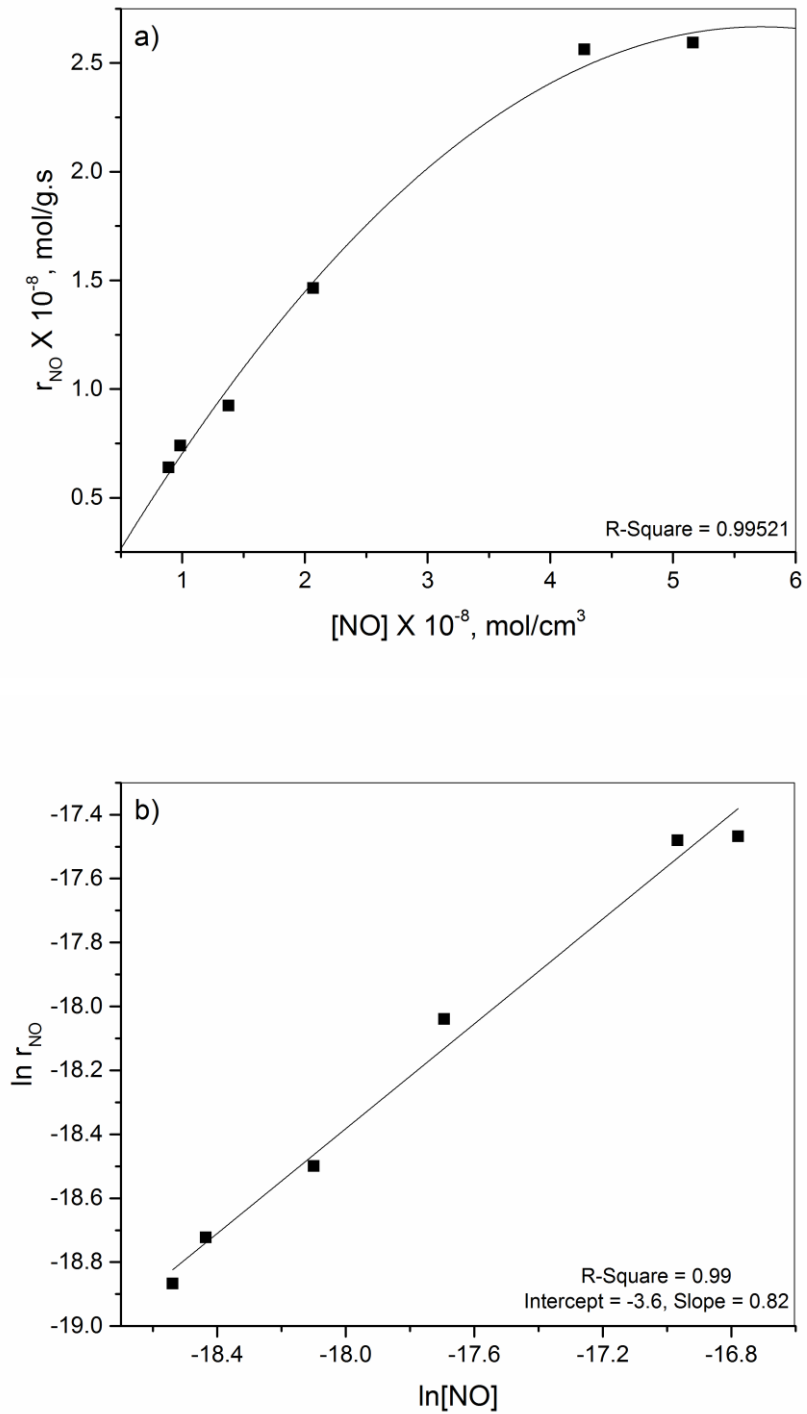 a)
2.5
2.0
1.5
1.0
0.5
r_NO X 10^-8, mol/g.s
R-Square = 0.99521
1 2 3 4 5 6
[NO] X 10^-8, mol/cm^3
b)
-17.4
-17.6
-17.8
-18.0
-18.2
-18.4
-18.6
-18.8
-19.0
ln r_NO
R-Square = 0.99
Intercept = -3.6, Slope = 0.82
-18.4 -18.0 -17.6 -17.2 -16.8
ln[NO]